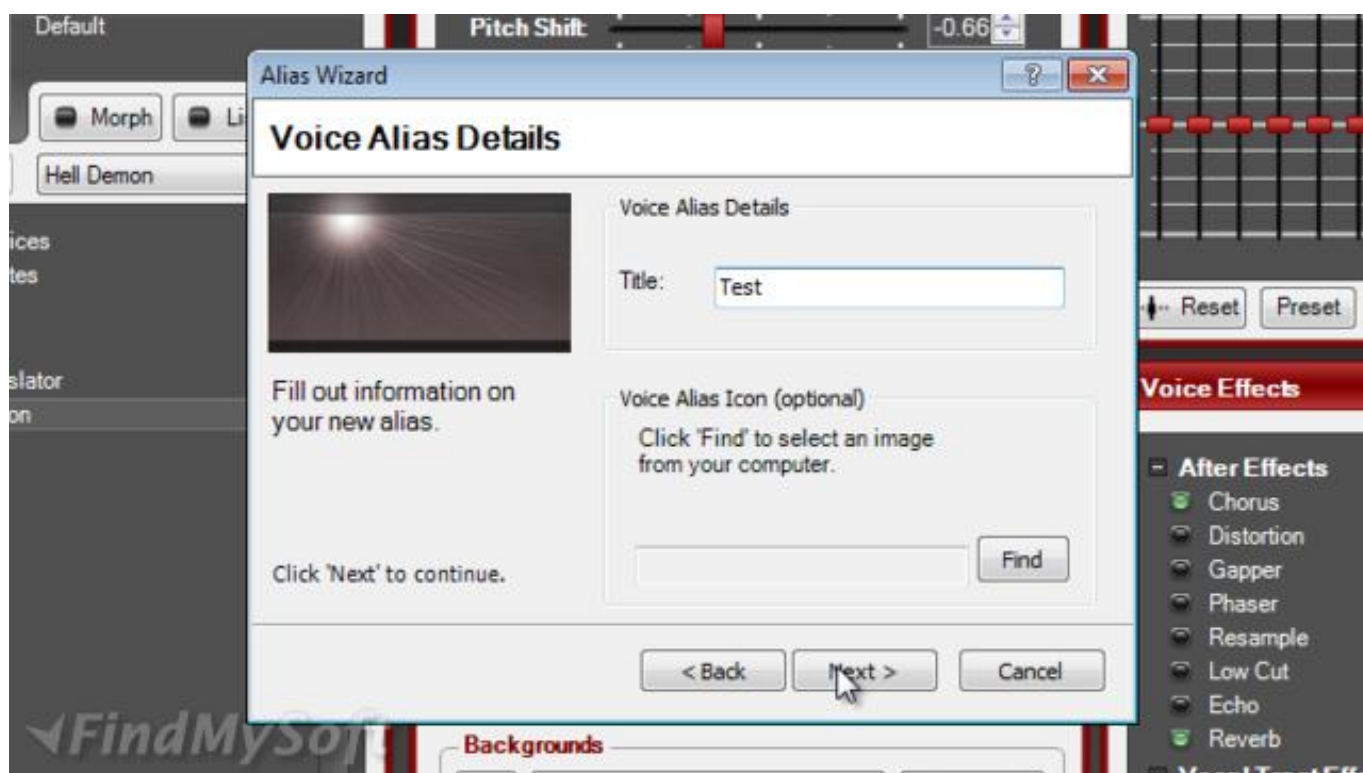 Default
Pitch Shift:
-0.66
Alias Wizard
?
Morph
Voice Alias Details
Hell Demon
Voice Alias Details
Title:
Test
Reset
Preset
Fill out information on
your new alias.
Voice Alias Icon (optional)
Click 'Find' to select an image
from your computer.
Voice Effects
After Effects
Chorus
Distortion
Click 'Next' to continue.
Find
Gapper
Phaser
Resample
< Back
Next >
Cancel
Low Cut
Echo
FindMySoft
Reverb
Backgrounds